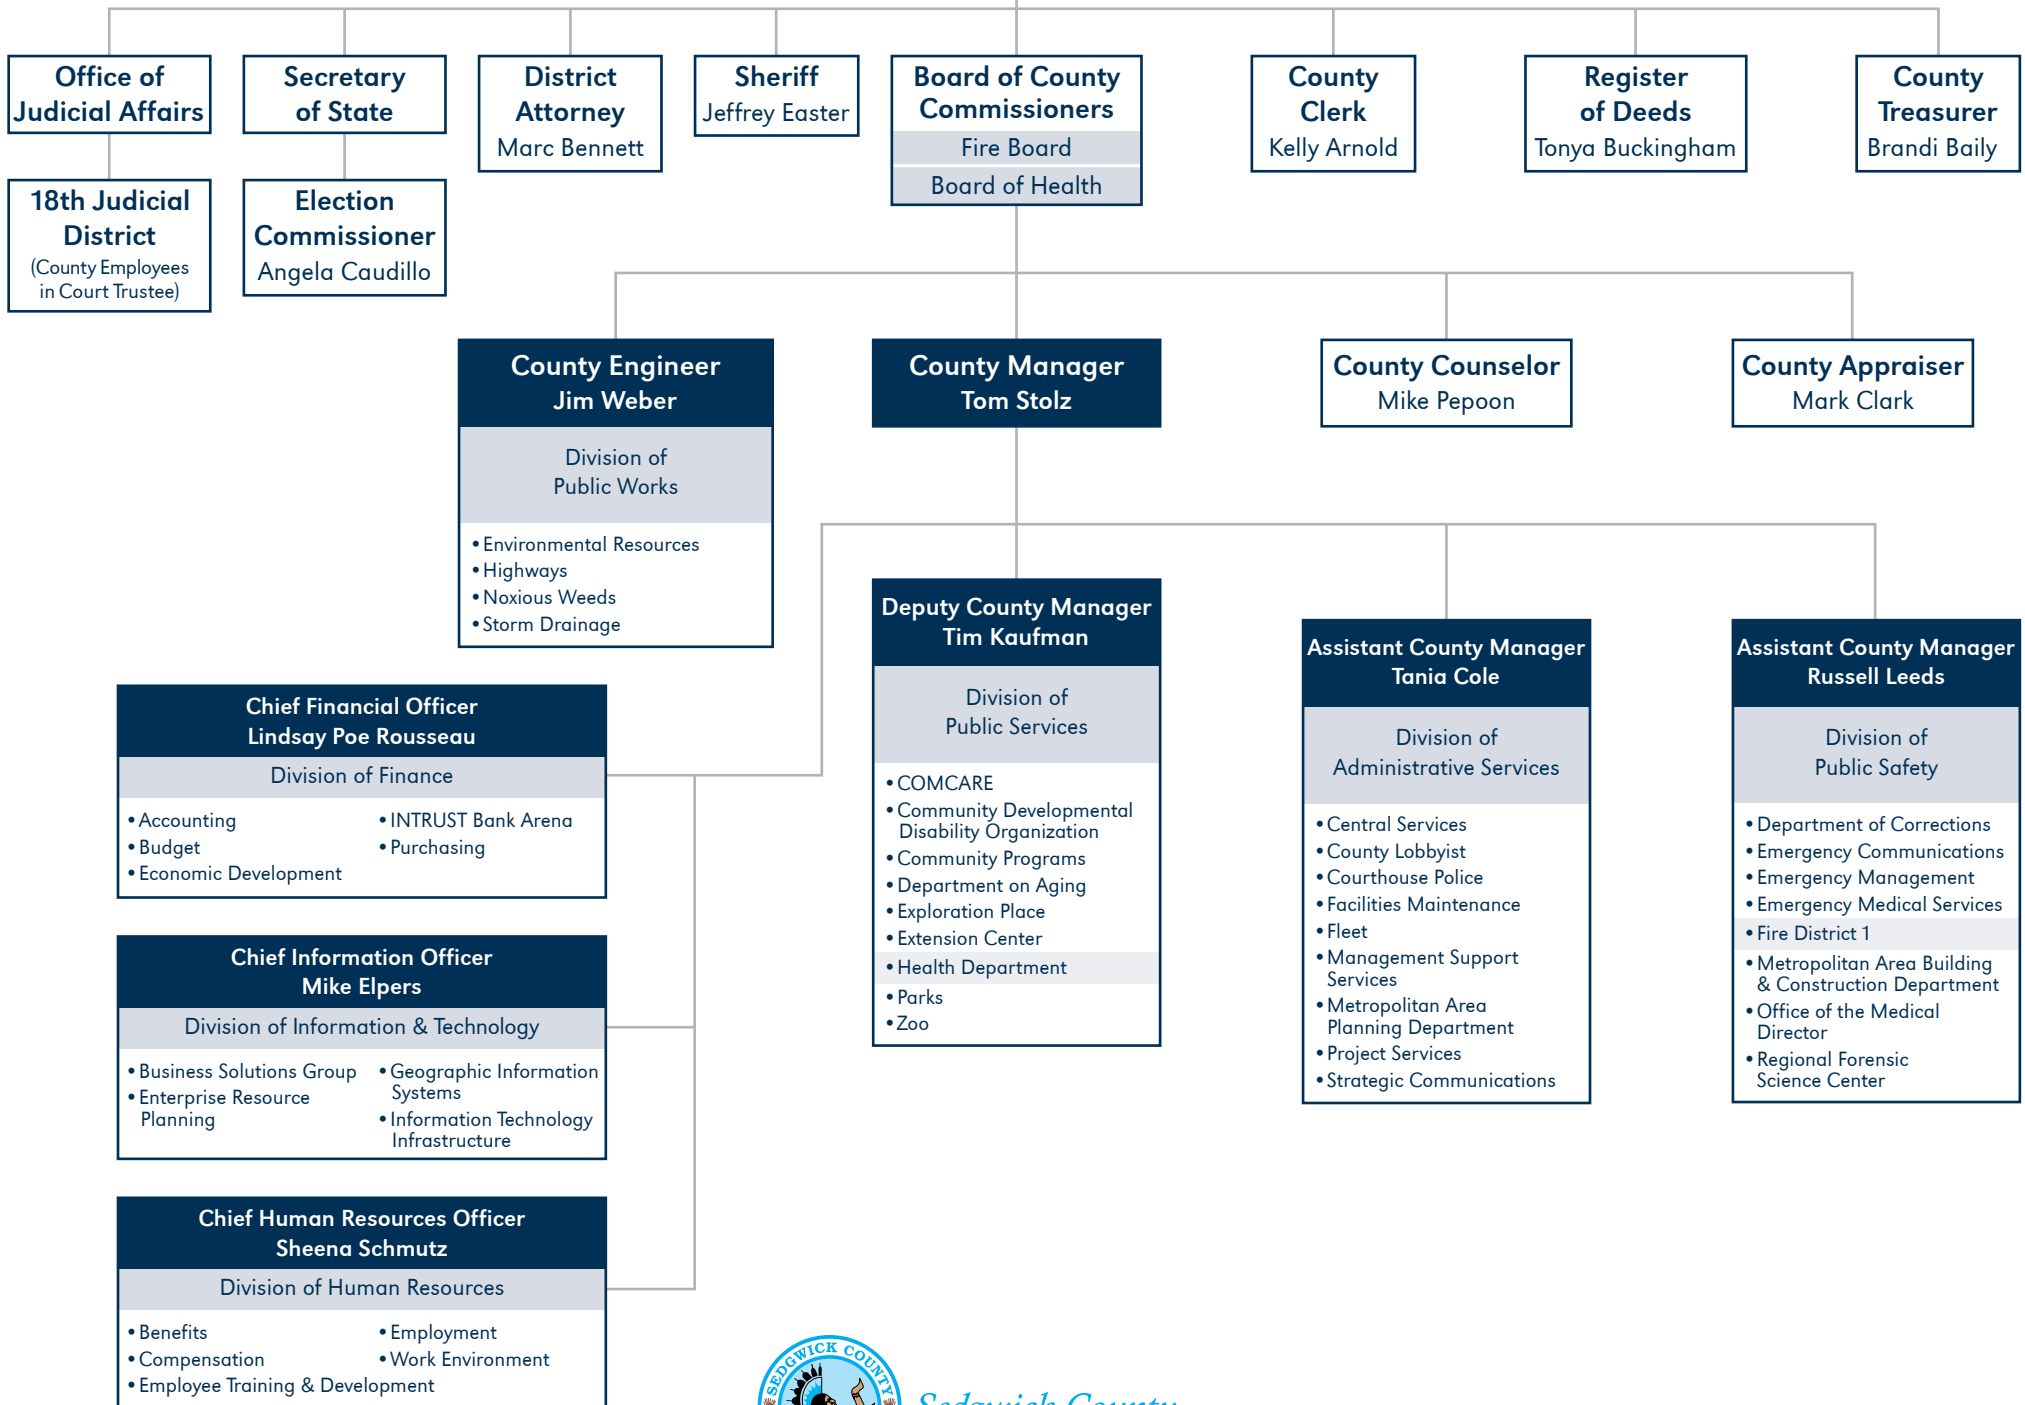 Office of
Judicial Affairs
Secretary
of State
District
Attorney
Marc Bennett
Sheriff
Jeffrey Easter
Board of County
Commissioners
Fire Board
Board of Health
County
Clerk
Kelly Arnold
Register
of Deeds
Tonya Buckingham
County
Treasurer
Brandi Baily
18th Judicial
District
(County Employees
in Court Trustee)
Election
Commissioner
Angela Caudillo
County Engineer
Jim Weber
Division of
Public Works
• Environmental Resources
• Highways
• Noxious Weeds
• Storm Drainage
County Manager
Tom Stolz
County Counselor
Mike Pepoon
County Appraiser
Mark Clark
Chief Financial Officer
Lindsay Poe Rousseau
Division of Finance
• Accounting
• Budget
• Economic Development
• INTRUST Bank Arena
• Purchasing
Chief Information Officer
Mike Elpers
Division of Information & Technology
• Business Solutions Group
• Enterprise Resource
Planning
• Geographic Information
Systems
• Information Technology
Infrastructure
Chief Human Resources Officer
Sheena Schmutz
Division of Human Resources
• Benefits
• Compensation
• Employee Training & Development
• Employment
• Work Environment
Deputy County Manager
Tim Kaufman
Division of
Public Services
• COMCARE
• Community Developmental
Disability Organization
• Community Programs
• Department on Aging
• Exploration Place
• Extension Center
• Health Department
• Parks
• Zoo
Assistant County Manager
Tania Cole
Division of
Administrative Services
• Central Services
• County Lobbyist
• Courthouse Police
• Facilities Maintenance
• Fleet
• Management Support
Services
• Metropolitan Area
Planning Department
• Project Services
• Strategic Communications
Assistant County Manager
Russell Leeds
Division of
Public Safety
• Department of Corrections
• Emergency Communications
• Emergency Management
• Emergency Medical Services
• Fire District 1
• Metropolitan Area Building
& Construction Department
• Office of the Medical
Director
• Regional Forensic
Science Center
SEDGWICK COUNTY
Sedgwick County